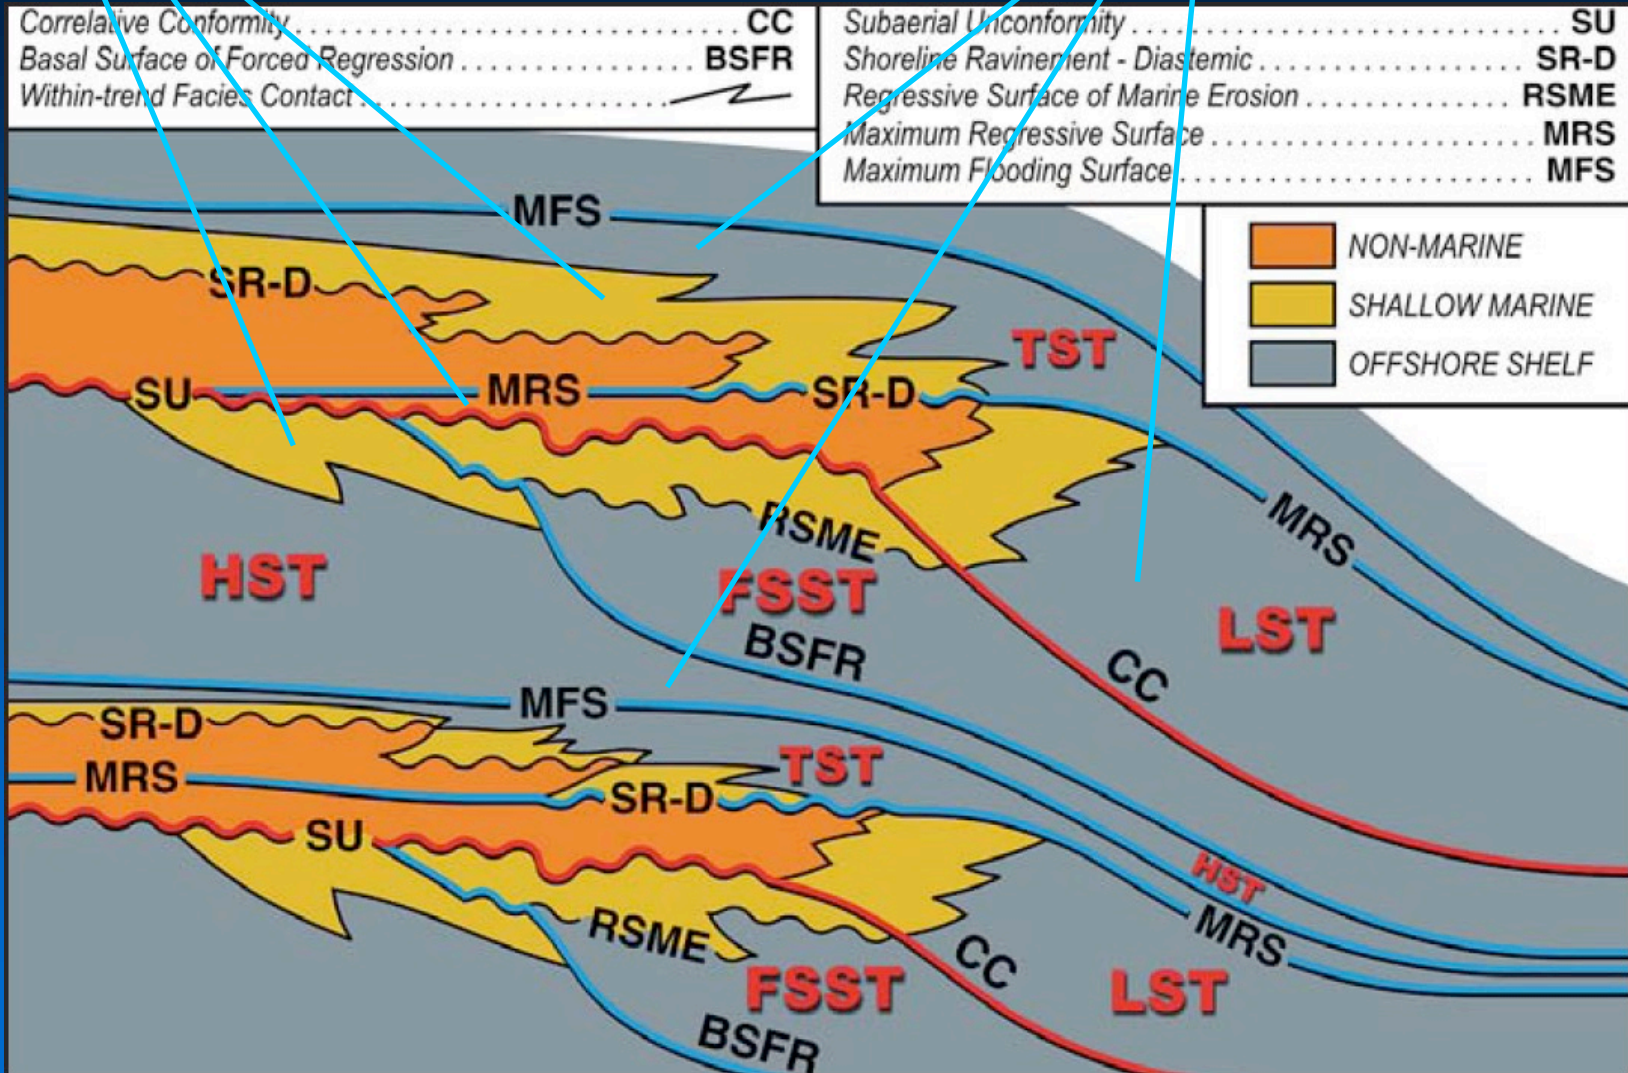 Correlative Conformity ........................................ CC
Basal Surface of Forced Regression .................... BSFR
Within-trend Facies Contact ..............................
Subaerial Unconformity ........................................ SU
Shoreline Ravinement - Diastemic ...................... SR-D
Regressive Surface of Marine Erosion ............... RSME
Maximum Regressive Surface ............................ MRS
Maximum Flooding Surface ................................ MFS
NON-MARINE
SHALLOW MARINE
OFFSHORE SHELF
MFS
SR-D
TST
SU
MRS
SR-D
MRS
RSME
HST
FSST
LST
BSFR
CC
MFS
SR-D
TST
MRS
SR-D
SU
HST
MRS
RSME
CC
FSST
LST
BSFR